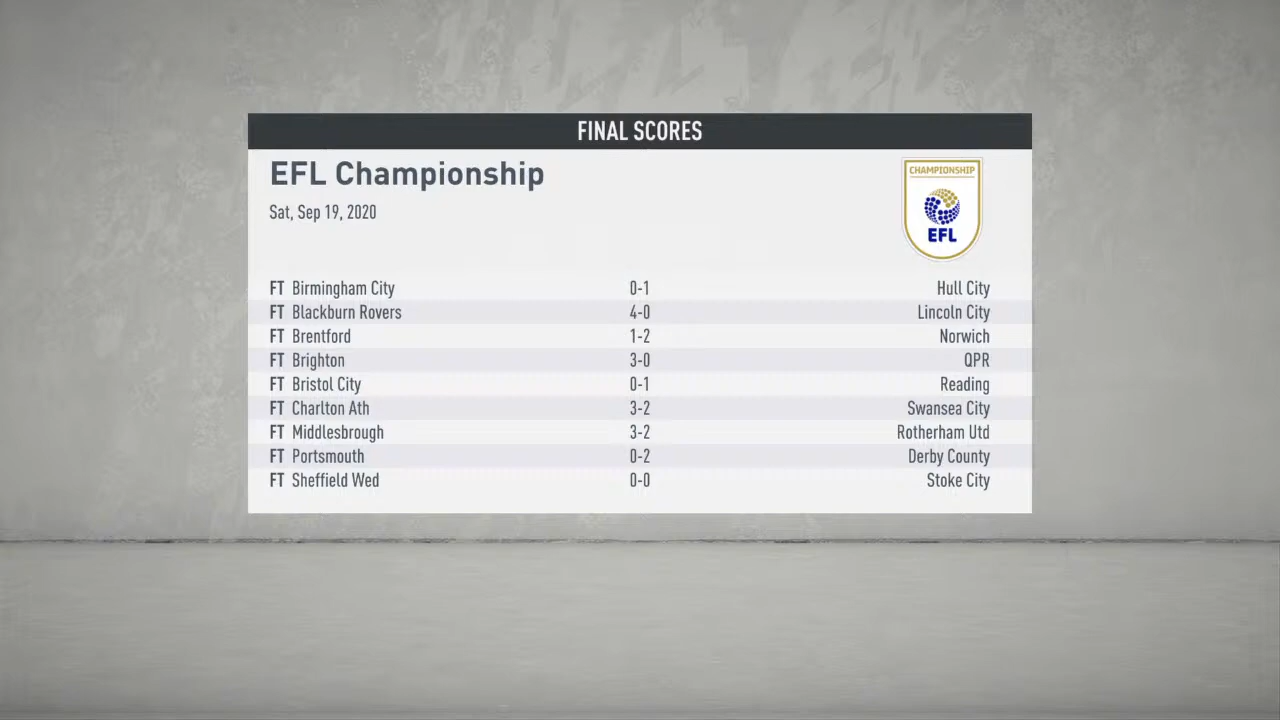 FINAL SCORES
EFL Championship
Sat, Sep 19, 2020
CHAMPIONSHIP
EFL
FT Birmingham City 0-1 Hull City
FT Blackburn Rovers 4-0 Lincoln City
FT Brentford 1-2 Norwich
FT Brighton 3-0 QPR
FT Bristol City 0-1 Reading
FT Charlton Ath 3-2 Swansea City
FT Middlesbrough 3-2 Rotherham Utd
FT Portsmouth 0-2 Derby County
FT Sheffield Wed 0-0 Stoke City